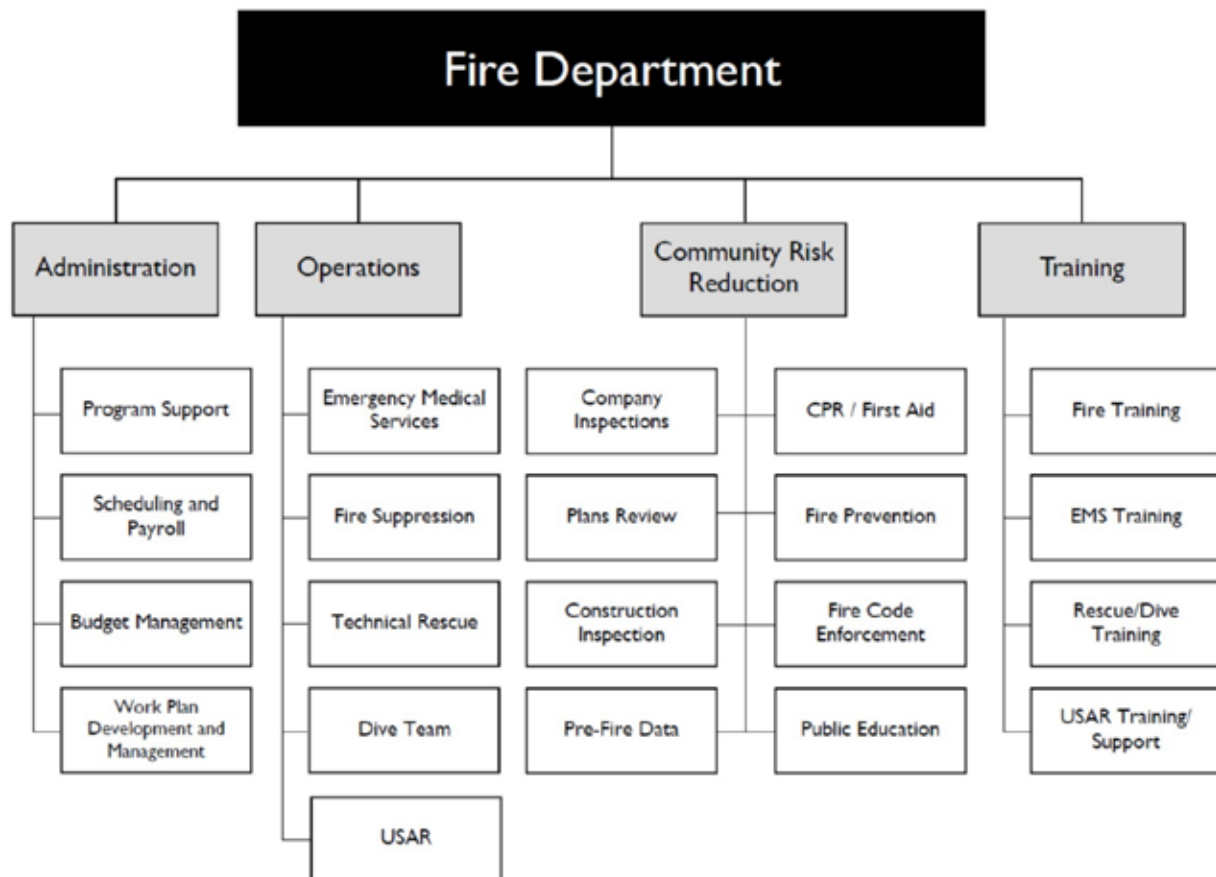 Fire Department
Administration
Operations
Community Risk
Reduction
Training
Program Support
Scheduling and
Payroll
Budget Management
Work Plan
Development and
Management
Emergency Medical
Services
Fire Suppression
Technical Rescue
Dive Team
USAR
Company
Inspections
Plans Review
Construction
Inspection
Pre-Fire Data
CPR / First Aid
Fire Prevention
Fire Code
Enforcement
Public Education
Fire Training
EMS Training
Rescue/Dive
Training
USAR Training/
Support